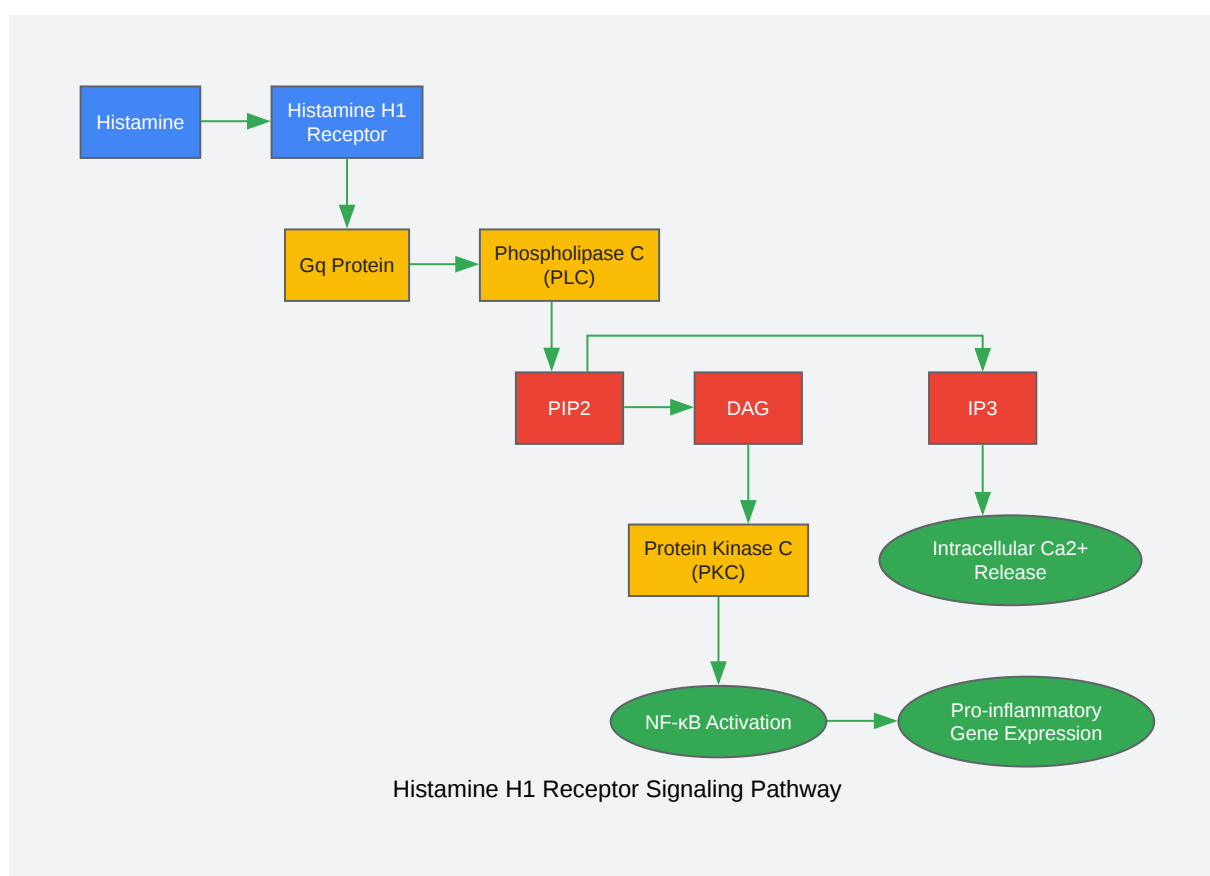 Histamine
Histamine H1
Receptor
Gq Protein
Phospholipase C
(PLC)
PIP2
DAG
IP3
Protein Kinase C
(PKC)
Intracellular Ca2+
Release
NF-κB Activation
Pro-inflammatory
Gene Expression
Histamine H1 Receptor Signaling Pathway